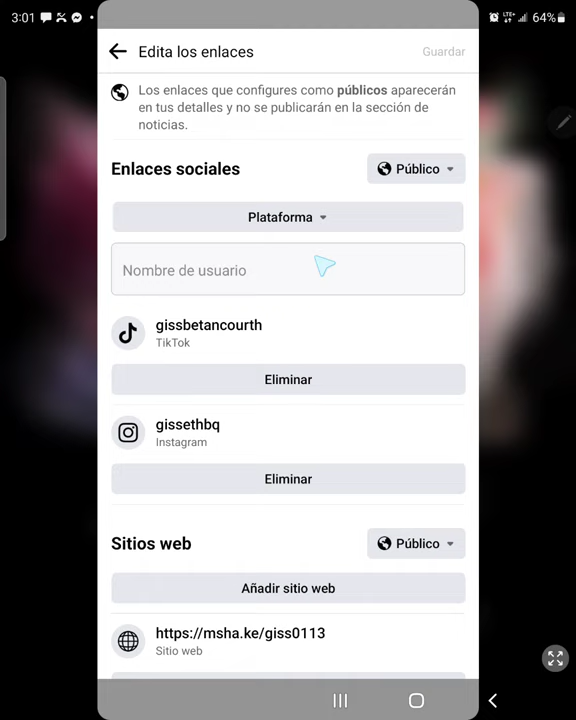 3:01
LTE+
64%
Edita los enlaces
Guardar
Los enlaces que configures como públicos aparecerán
en tus detalles y no se publicarán en la sección de
noticias.
Enlaces sociales
Público
Plataforma
Nombre de usuario
gissbetancourth
TikTok
Eliminar
gissethbq
Instagram
Eliminar
Sitios web
Público
Añadir sitio web
https://msha.ke/giss0113
Sitio web